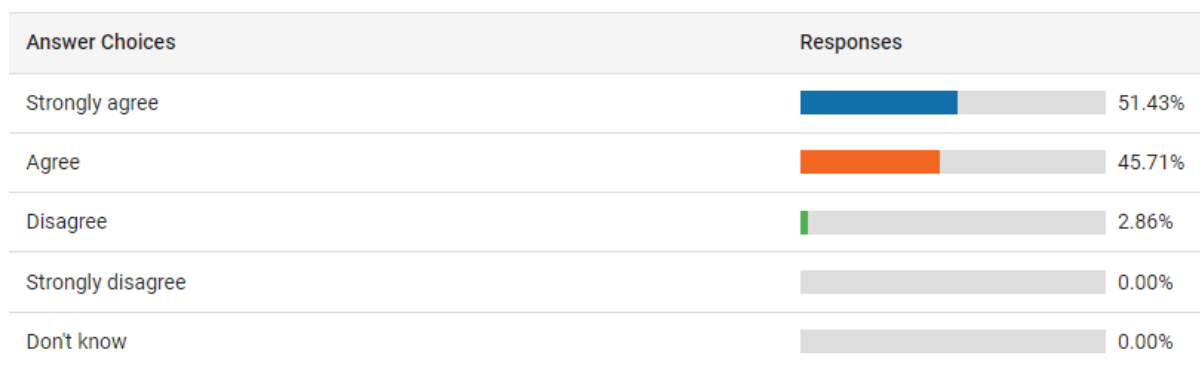 Answer Choices Responses
Strongly agree 51.43%
Agree 45.71%
Disagree 2.86%
Strongly disagree 0.00%
Don't know 0.00%